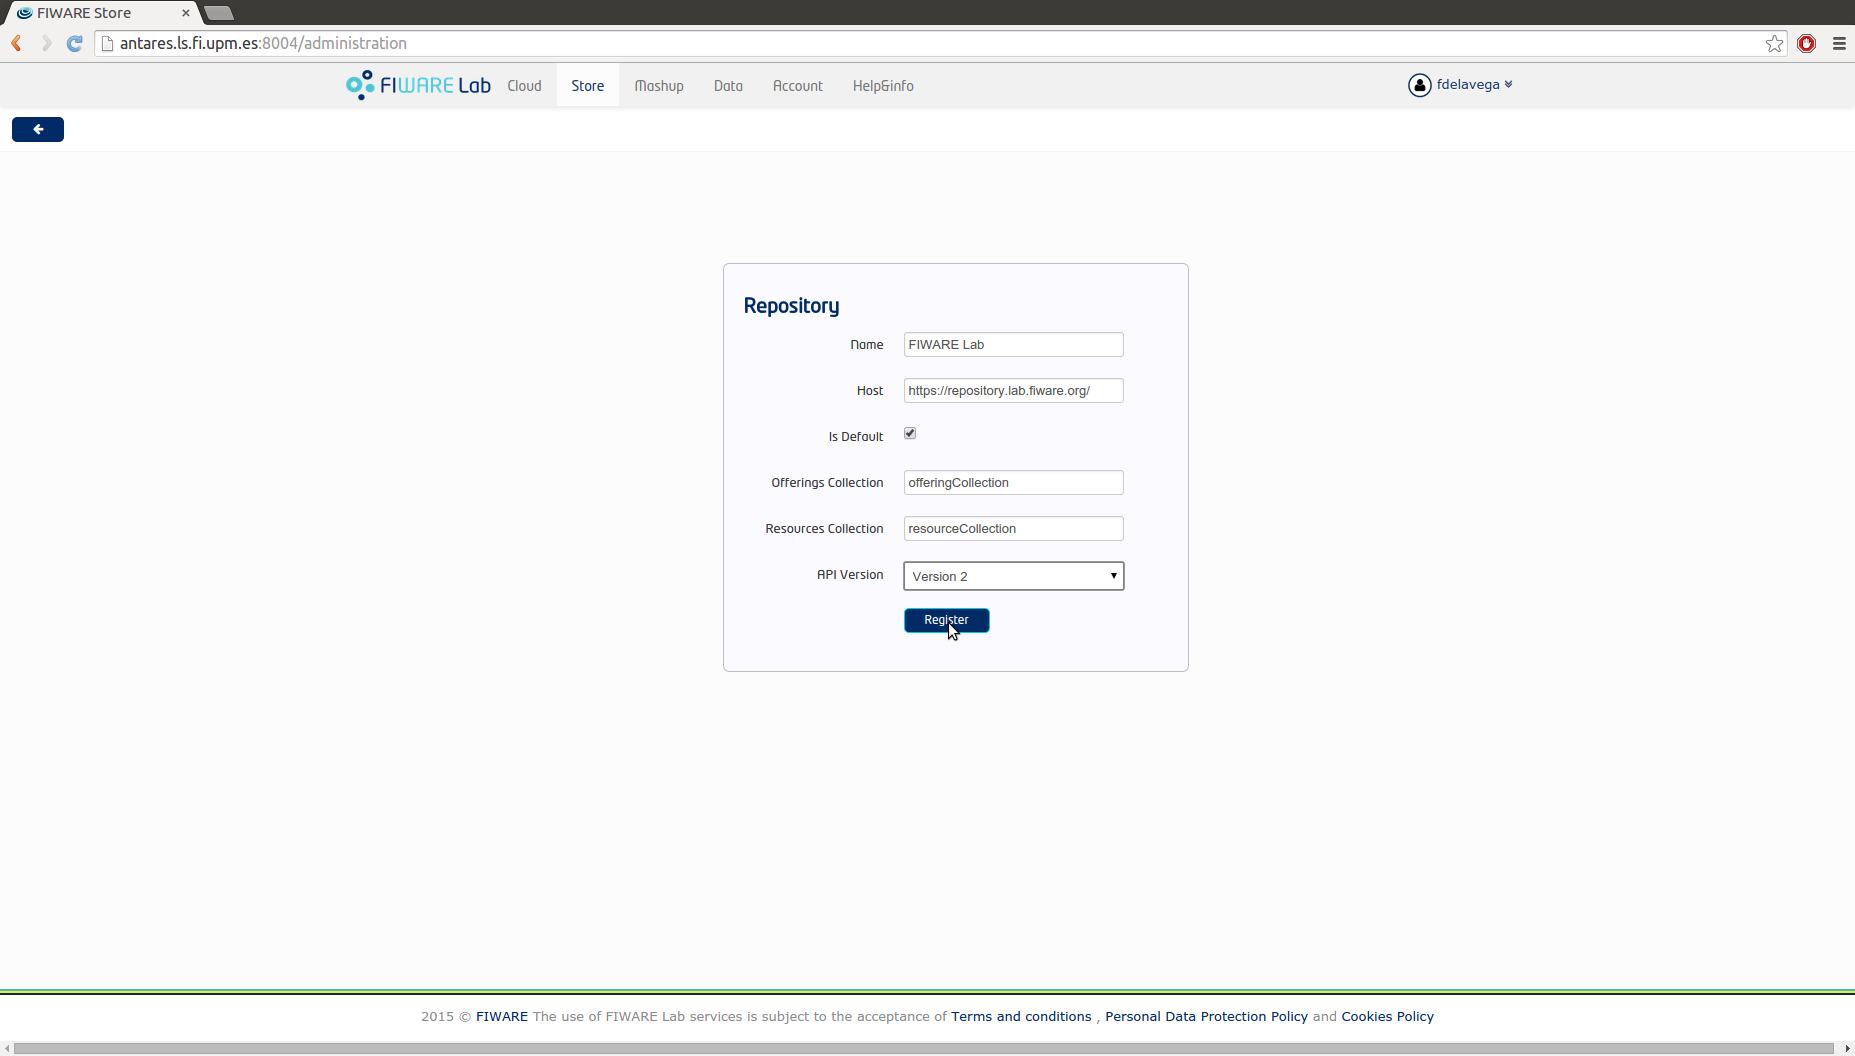 FIWARE Store
antares.ls.fi.upm.es:8004/administration
FIWARE Lab Cloud Store Mashup Data Account Help&info fdelavega
Repository
Name FIWARE Lab
Host https://repository.lab.fiware.org/
Is Default
Offerings Collection offeringCollection
Resources Collection resourceCollection
API Version Version 2
Register
2015 © FIWARE The use of FIWARE Lab services is subject to the acceptance of Terms and conditions , Personal Data Protection Policy and Cookies Policy